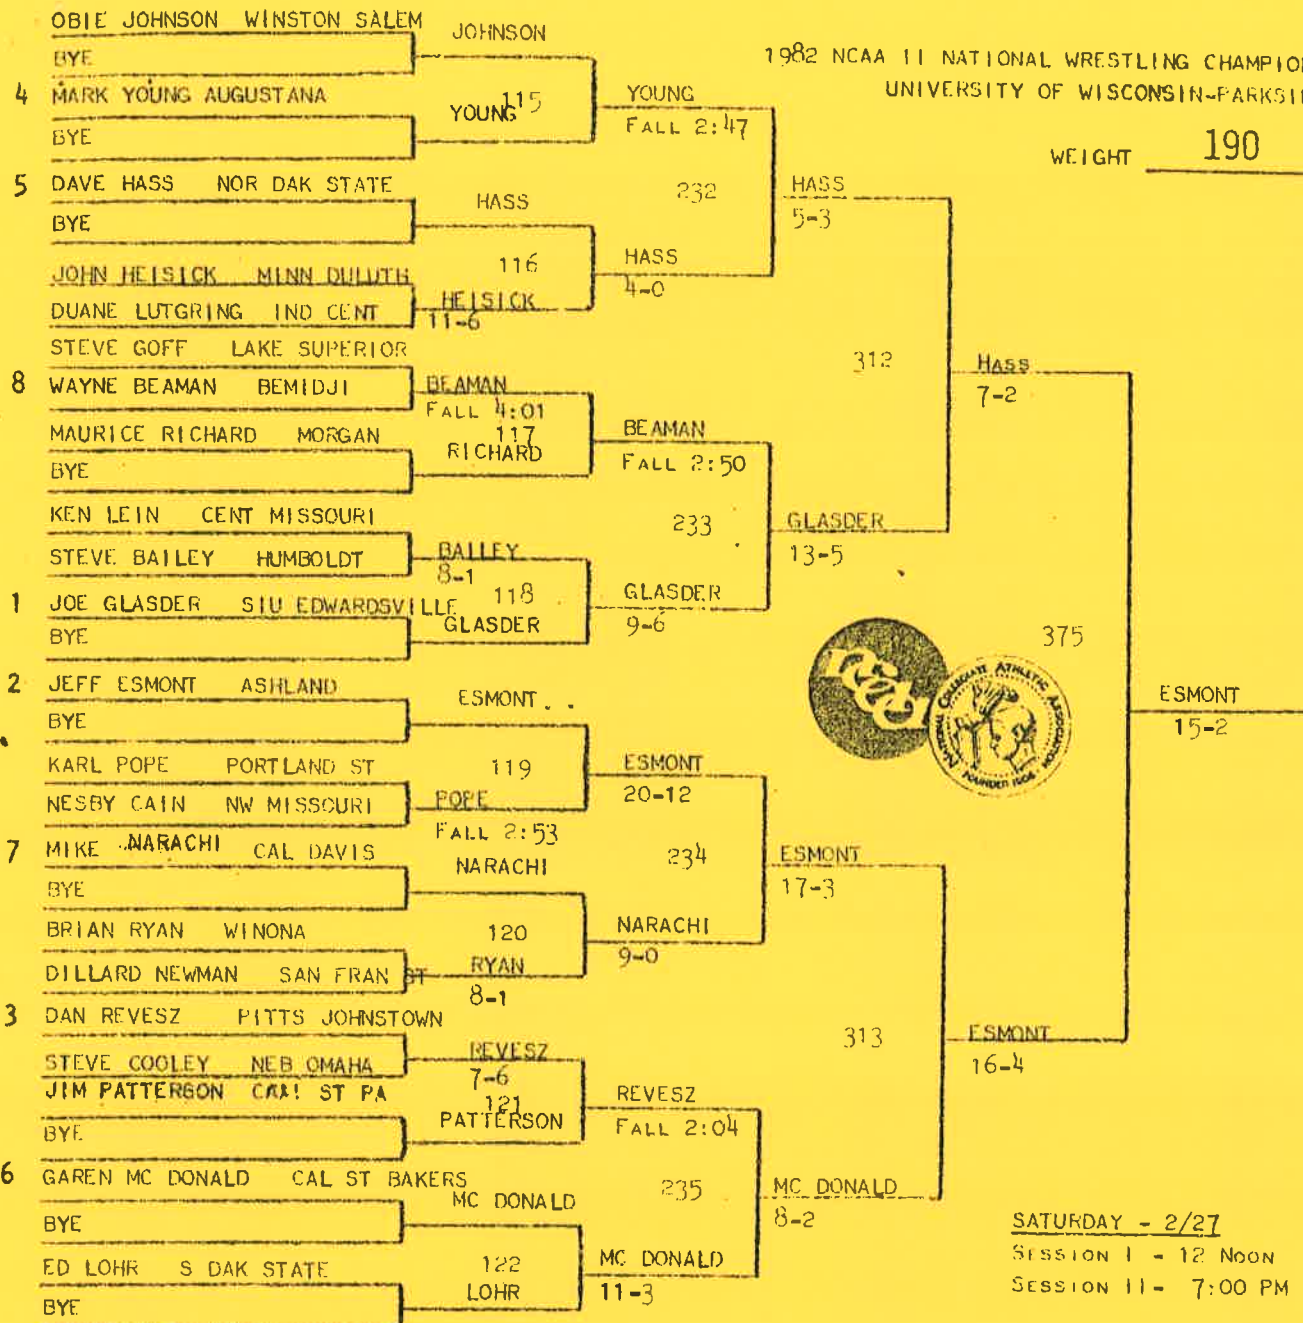 OBIE JOHNSON WINSTON SALEM
JOHNSON
BYE
1982 NCAA II NATIONAL WRESTLING CHAMPIO
UNIVERSITY OF WISCONSIN-PARKSI
WEIGHT 190
4 MARK YOUNG AUGUSTANA
115
YOUNG
BYE
YOUNG
FALL 2:47
5 DAVE HASS NOR DAK STATE
HASS
BYE
232
HASS
5-3
JOHN HEISICK MINN DULUTH
116
HASS
4-0
DUANE LUTGRING IND CENT
HEISICK
11-6
STEVE GOFF LAKE SUPERIOR
312
HASS
7-2
8 WAYNE BEAMAN BEMIDJI
BEAMAN
FALL 4:01
MAURICE RICHARD MORGAN
117
RICHARD
BEAMAN
FALL 2:50
BYE
KEN LEIN CENT MISSOURI
233
GLASDER
13-5
STEVE BAILEY HUMBOLDT
BAILEY
8-1
1 JOE GLASDER SIU EDWARDSVILLE
118
GLASDER
GLASDER
9-6
BYE
375
ncaa
NATIONAL COLLEGIATE ATHLETIC ASSOCIATION
FOUNDED 1906
2 JEFF ESMONT ASHLAND
ESMONT
BYE
ESMONT
15-2
KARL POPE PORTLAND ST
119
ESMONT
20-12
NESBY CAIN NW MISSOURI
POPE
FALL 2:53
7 MIKE NARACHI CAL DAVIS
NARACHI
234
ESMONT
17-3
BYE
BRIAN RYAN WINONA
120
NARACHI
9-0
DILLARD NEWMAN SAN FRAN ST
RYAN
8-1
3 DAN REVESZ PITTS JOHNSTOWN
313
ESMONT
16-4
STEVE COOLEY NEB OMAHA
REVESZ
7-6
JIM PATTERSON CAL ST PA
121
PATTERSON
REVESZ
FALL 2:04
BYE
6 GAREN MC DONALD CAL ST BAKERS
MC DONALD
235
MC DONALD
8-2
BYE
ED LOHR S DAK STATE
122
LOHR
MC DONALD
11-3
BYE
SATURDAY - 2/27
SESSION I - 12 NOON
SESSION II - 7:00 PM